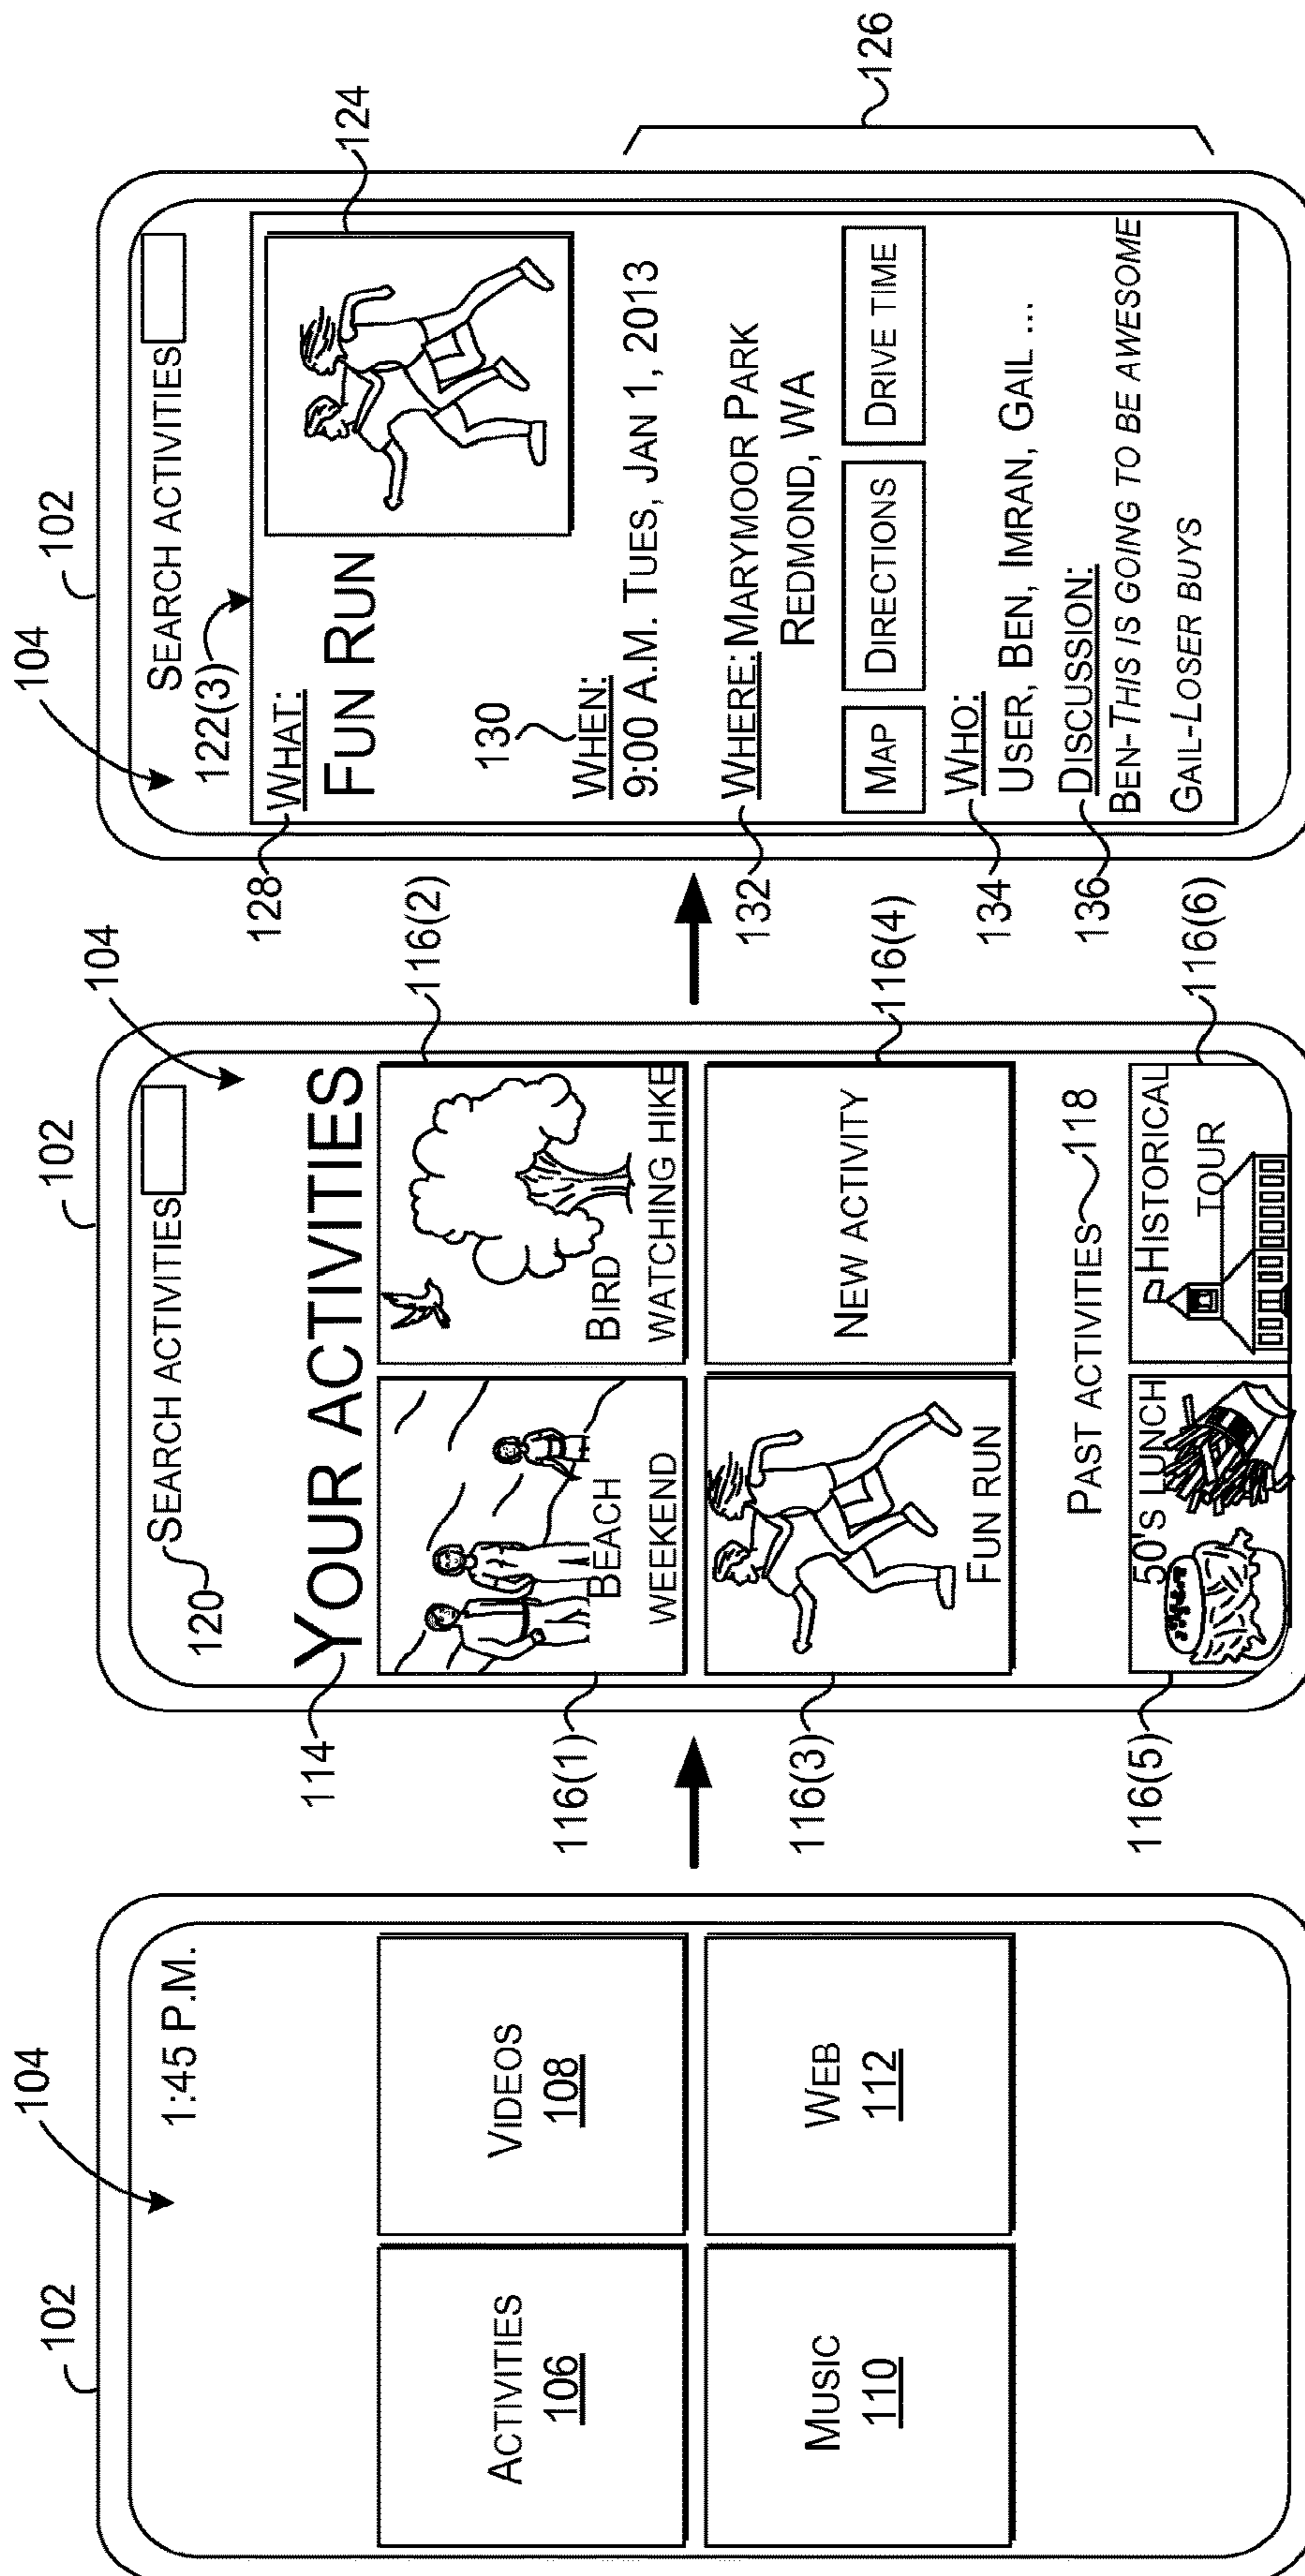 102
104
1:45 P.M.
ACTIVITIES
106
VIDEOS
108
MUSIC
110
WEB
112
102
104
120
SEARCH ACTIVITIES
114
YOUR ACTIVITIES
116(1)
BEACH
WEEKEND
116(2)
BIRD
WATCHING HIKE
116(3)
FUN RUN
116(4)
NEW ACTIVITY
PAST ACTIVITIES
118
116(5)
50'S LUNCH
116(6)
HISTORICAL
TOUR
102
104
SEARCH ACTIVITIES
122(3)
128
WHAT:
FUN RUN
124
130
WHEN:
9:00 A.M. TUES, JAN 1, 2013
126
132
WHERE: MARYMOOR PARK
REDMOND, WA
MAP
DIRECTIONS
DRIVE TIME
134
WHO:
USER, BEN, IMRAN, GAIL ...
136
DISCUSSION:
BEN-THIS IS GOING TO BE AWESOME
GAIL-LOSER BUYS